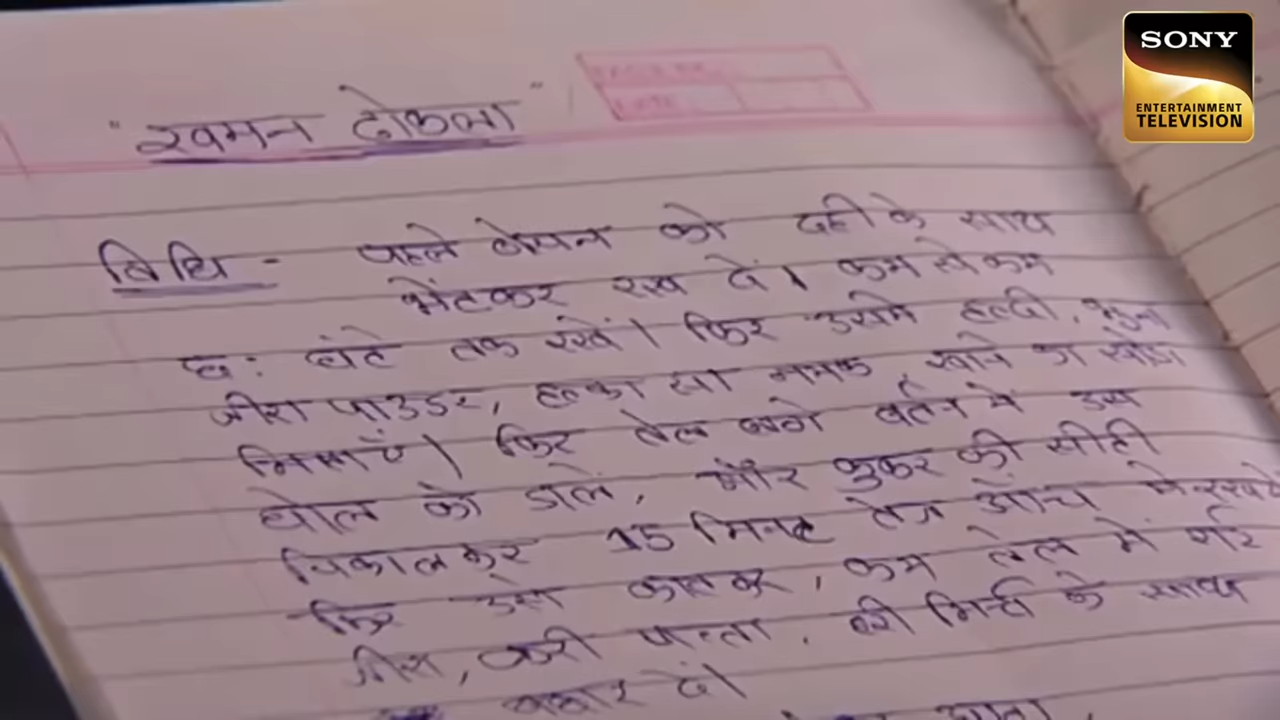 SONY
ENTERTAINMENT
TELEVISION
"खमन ढोकला"
विधि - पहले बेसन को दही के साथ
फेंटकर रख दें। कम से कम
छः घंटे तक रखें। फिर उसमे हल्दी, भुना
जीरा पाउडर, हल्का सा नमक, खाने का सोडा
मिलाएँ। फिर तेल लगे बर्तन मे उस
घोल को डालें, और कुकर की सीटी
निकालकर 15 मिनट तेज आंच मे
फिर उसे काटकर, कम तेल में
जीरा, करी पत्ता, हरी मिर्च के साथ
बघार दें।